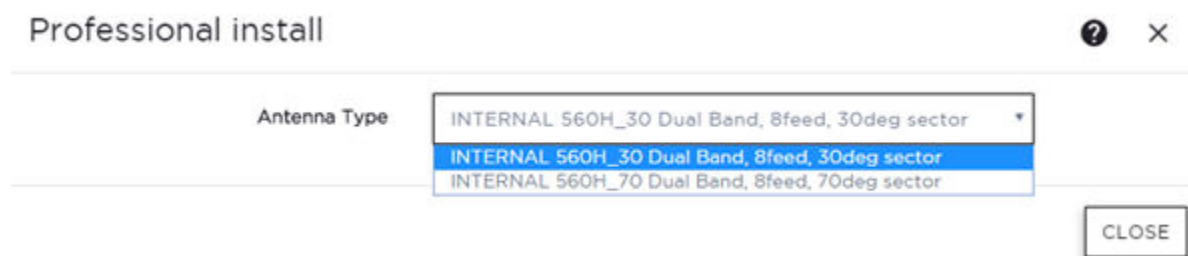 Professional install
Antenna Type
INTERNAL 560H_30 Dual Band, 8feed, 30deg sector
INTERNAL 560H_30 Dual Band, 8feed, 30deg sector
INTERNAL 560H_70 Dual Band, 8feed, 70deg sector
CLOSE